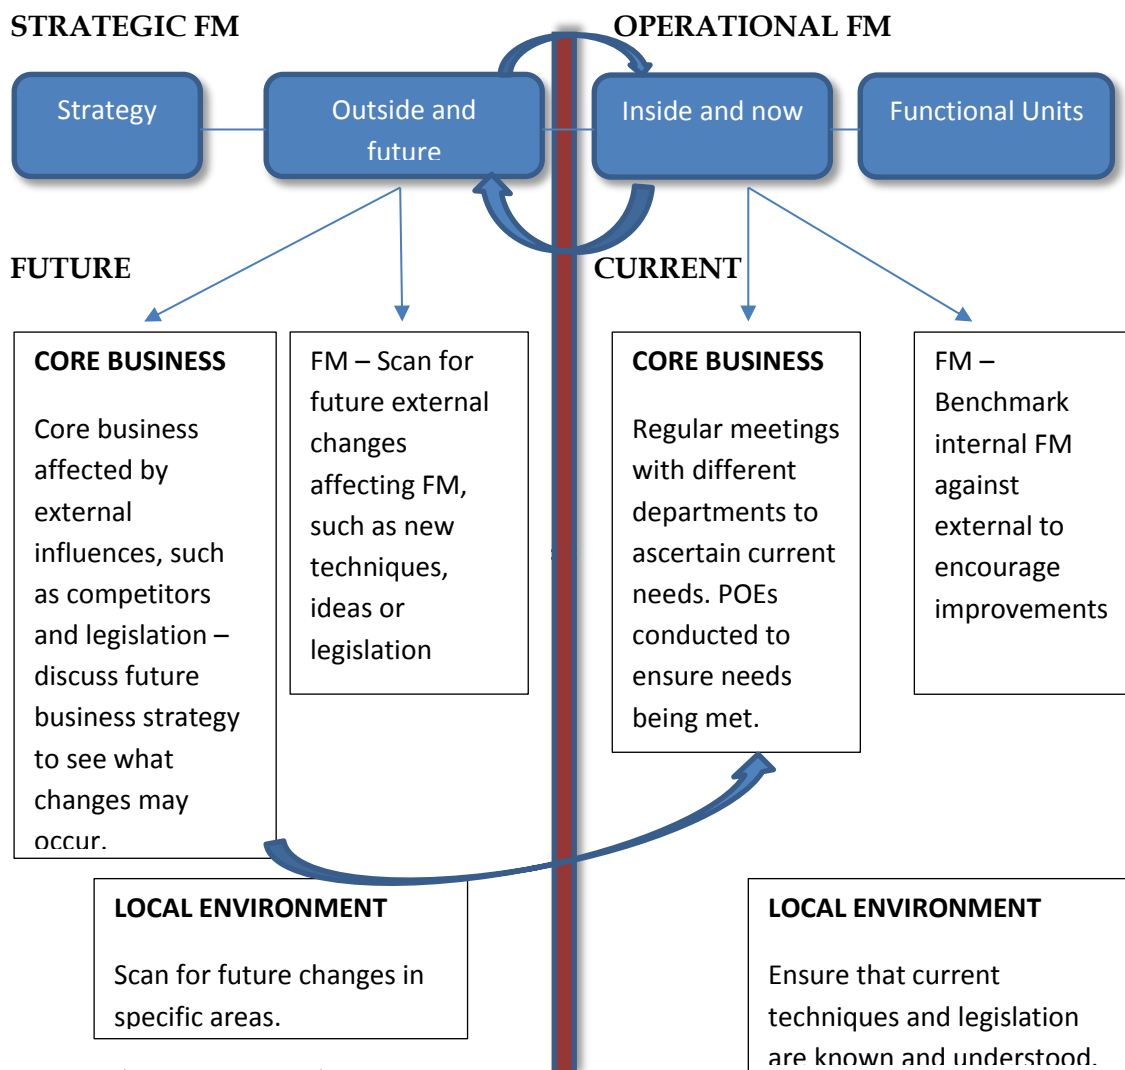 STRATEGIC FM
OPERATIONAL FM
Strategy
Outside and
future
Inside and now
Functional Units
FUTURE
CURRENT
CORE BUSINESS
Core business
affected by
external
influences, such
as competitors
and legislation –
discuss future
business strategy
to see what
changes may
occur.
FM – Scan for
future external
changes
affecting FM,
such as new
techniques,
ideas or
legislation
CORE BUSINESS
Regular meetings
with different
departments to
ascertain current
needs. POEs
conducted to
ensure needs
being met.
FM –
Benchmark
internal FM
against
external to
encourage
improvements
LOCAL ENVIRONMENT
Scan for future changes in
specific areas.
LOCAL ENVIRONMENT
Ensure that current
techniques and legislation
are known and understood.